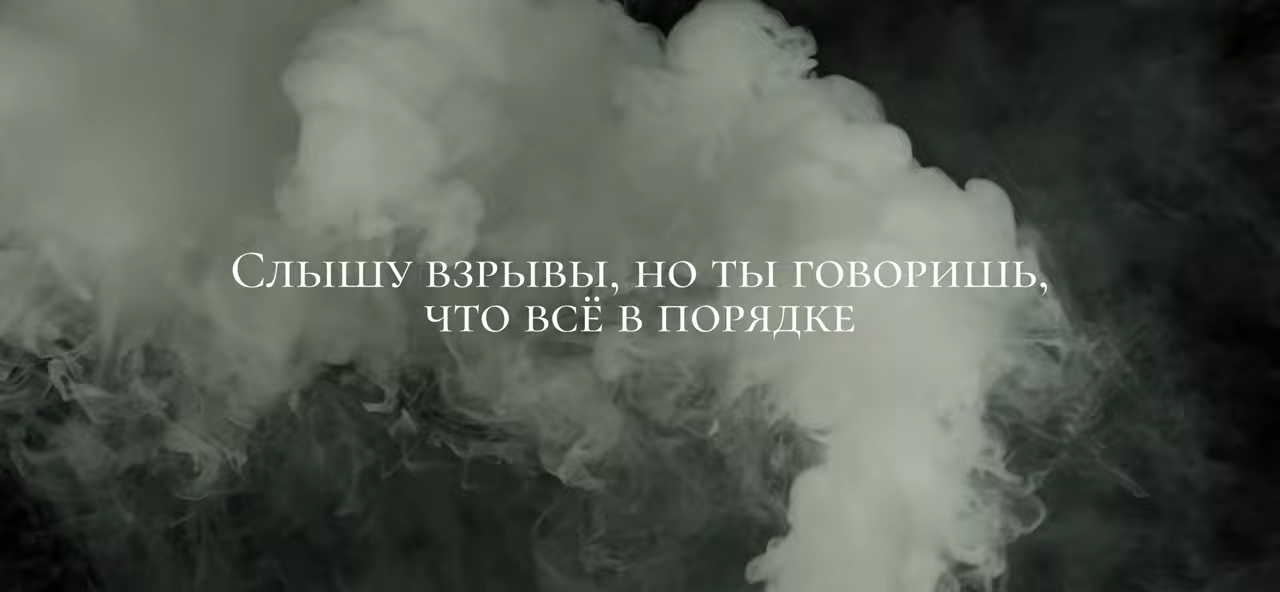 Слышу взрывы, но ты говоришь,
что всё в порядке